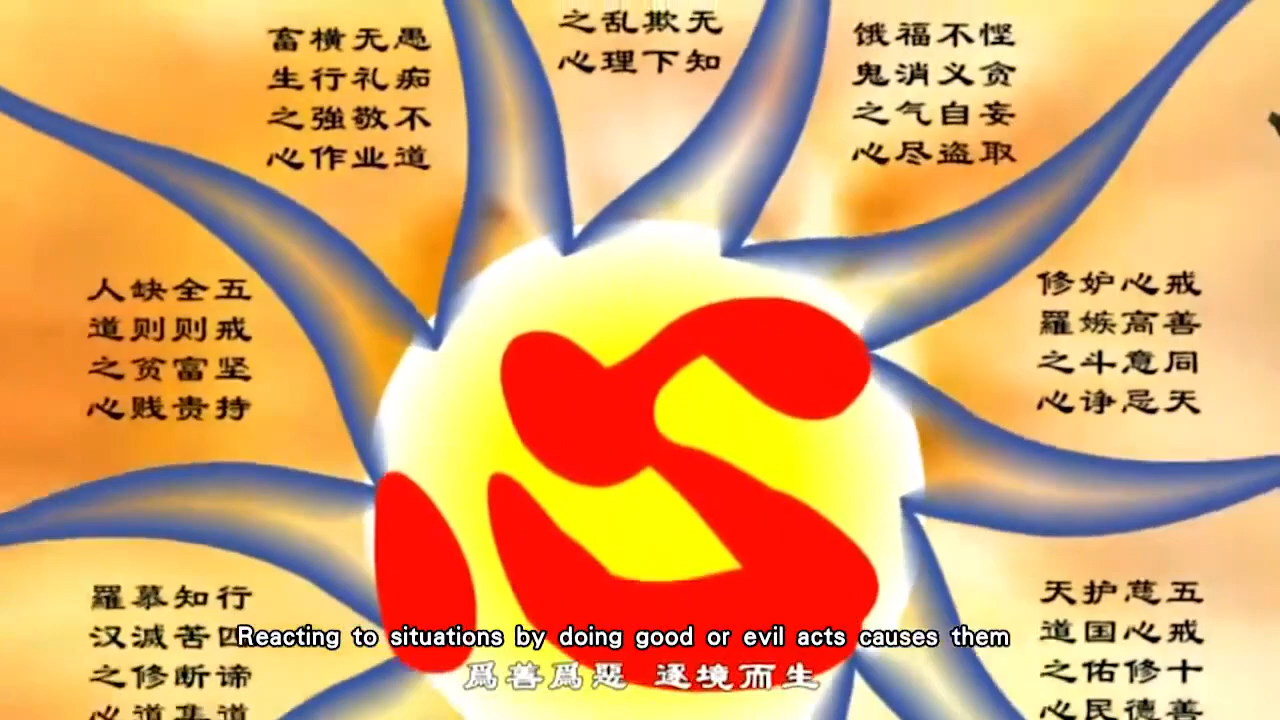 无知
欺下
乱理
之心
悭贪妄取
不义自盗
福消气尽
饿鬼之心
愚痴不道
无礼敬业
横行強作
畜生之心
戒善同天
心高意忌
妒嫉斗诤
修羅之心
五戒坚持
全则富贵
缺则贫贱
人道之心
五戒十善
慈心修德
护国佑民
天道之心
行四谛道
知苦断集
慕滅修道
羅汉之心
Reacting to situations by doing good or evil acts causes them
爲善爲惡 逐境而生